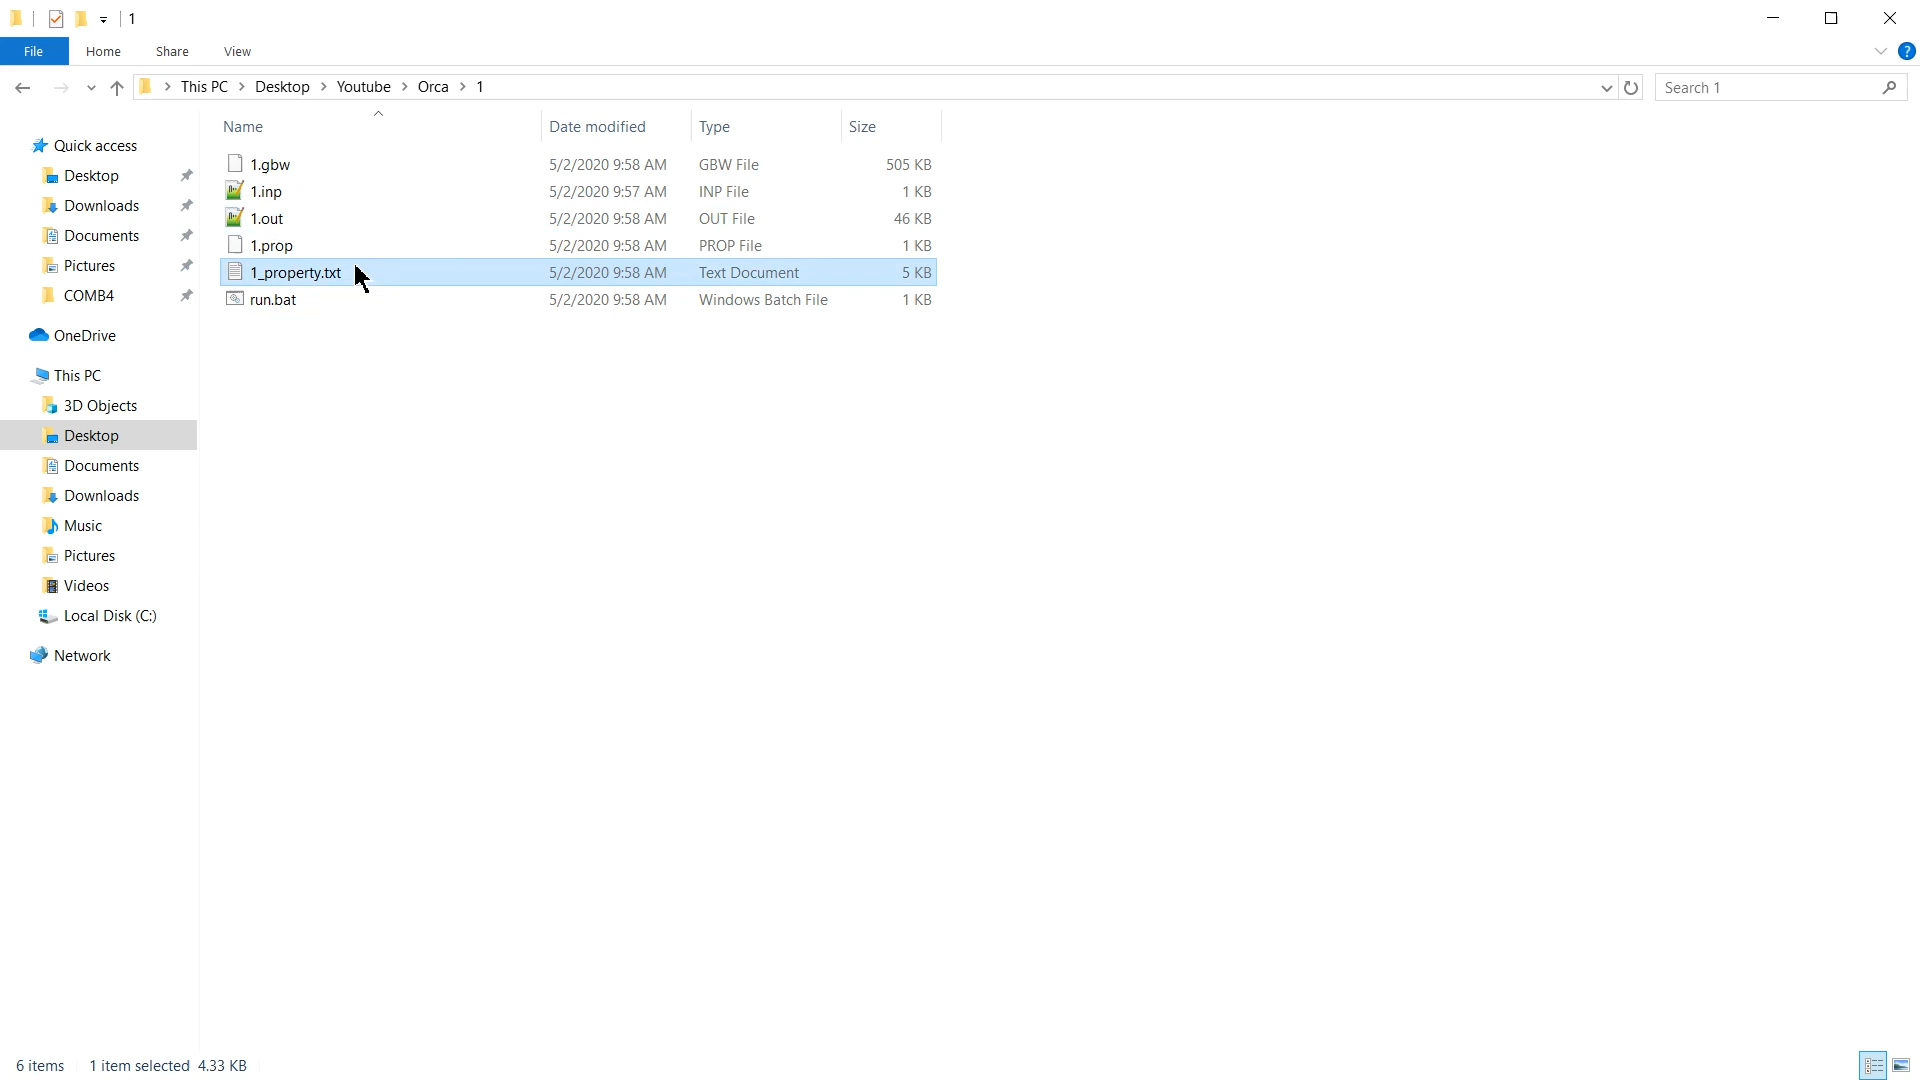 1
File Home Share View
This PC Desktop Youtube Orca 1
Search 1
Name Date modified Type Size
1.gbw 5/2/2020 9:58 AM GBW File 505 KB
1.inp 5/2/2020 9:57 AM INP File 1 KB
1.out 5/2/2020 9:58 AM OUT File 46 KB
1.prop 5/2/2020 9:58 AM PROP File 1 KB
1_property.txt 5/2/2020 9:58 AM Text Document 5 KB
run.bat 5/2/2020 9:58 AM Windows Batch File 1 KB
Quick access
Desktop
Downloads
Documents
Pictures
COMB4
OneDrive
This PC
3D Objects
Desktop
Documents
Downloads
Music
Pictures
Videos
Local Disk (C:)
Network
6 items 1 item selected 4.33 KB